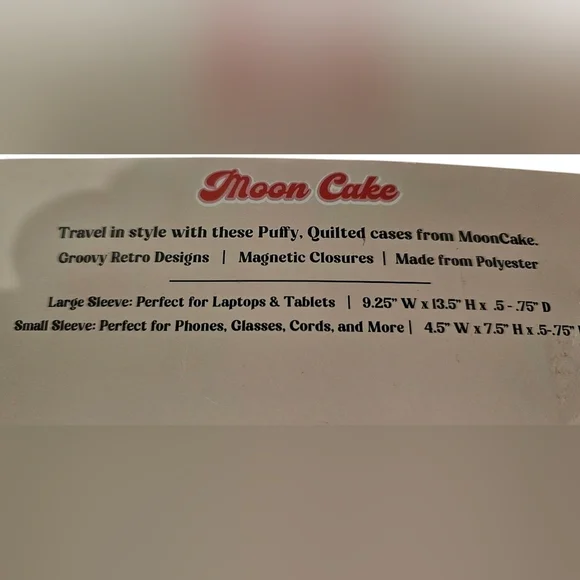 Moon Cake
Travel in style with these Puffy, Quilted cases from MoonCake.
Groovy Retro Designs | Magnetic Closures | Made from Polyester
Large Sleeve: Perfect for Laptops & Tablets | 9.25" W x 13.5" H x .5 - .75" D
Small Sleeve: Perfect for Phones, Glasses, Cords, and More | 4.5" W x 7.5" H x .5-.75"